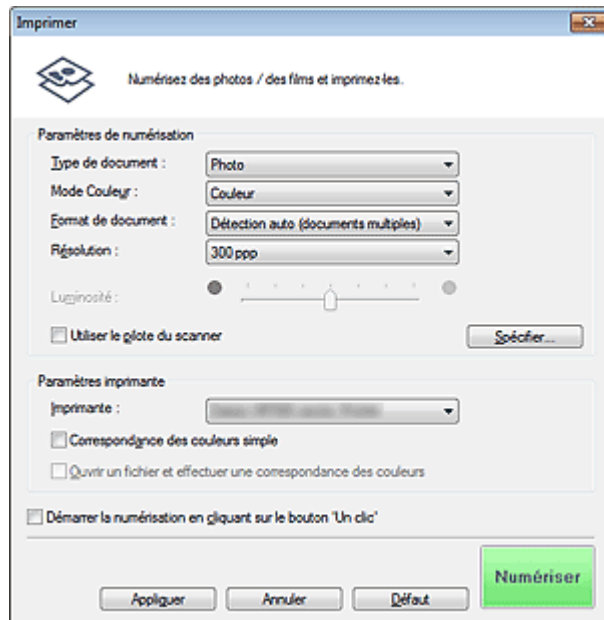 Imprimer
Numérisez des photos / des films et imprimez-les.
Paramètres de numérisation
Type de document : Photo
Mode Couleur : Couleur
Format de document : Détection auto (documents multiples)
Résolution : 300 ppp
Luminosité :
Utiliser le pilote du scanner Spécifier...
Paramètres imprimante
Imprimante :
Correspondance des couleurs simple
Ouvrir un fichier et effectuer une correspondance des couleurs
Démarrer la numérisation en cliquant sur le bouton 'Un clic'
Numériser
Appliquer Annuler Défaut